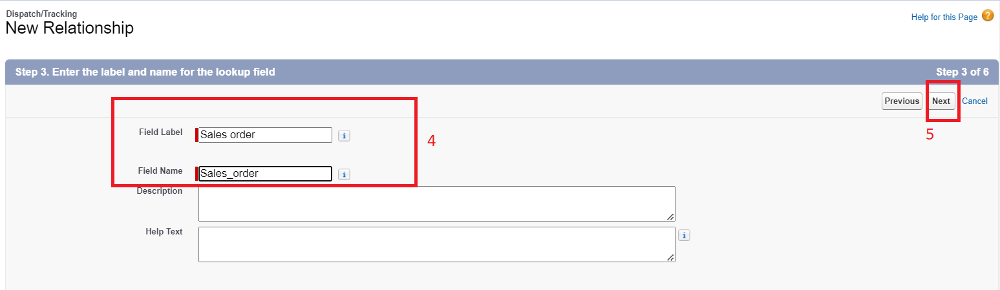 Dispatch/Tracking
New Relationship
Help for this Page ?
Step 3. Enter the label and name for the lookup field
Step 3 of 6
Previous Next Cancel
5
Field Label Sales order i
4
Field Name Sales_order i
Description
Help Text i